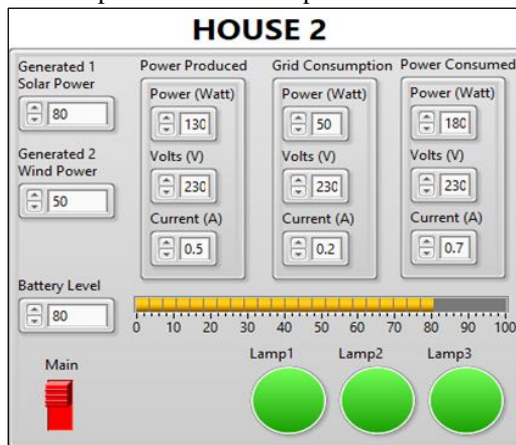 HOUSE 2
Generated 1
Solar Power
80
Generated 2
Wind Power
50
Power Produced
Power (Watt)
130
Volts (V)
230
Current (A)
0.5
Grid Consumption
Power (Watt)
50
Volts (V)
230
Current (A)
0.2
Power Consumed
Power (Watt)
180
Volts (V)
230
Current (A)
0.7
Battery Level
80
0 10 20 30 40 50 60 70 80 90 100
Main
Lamp1 Lamp2 Lamp3